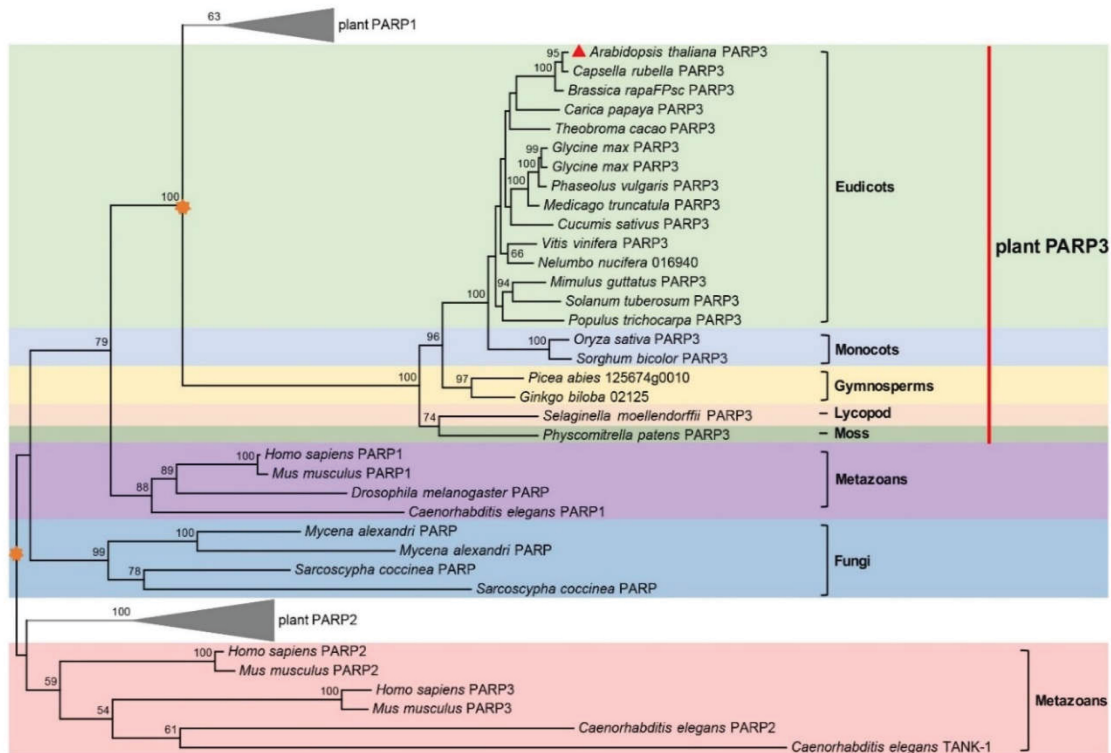 63
plant PARP1
95
Arabidopsis thaliana PARP3
100
Capsella rubella PARP3
Brassica rapaFPsc PARP3
Carica papaya PARP3
Theobroma cacao PARP3
99
Glycine max PARP3
100
Glycine max PARP3
100
Phaseolus vulgaris PARP3
Eudicots
Medicago truncatula PARP3
100
Cucumis sativus PARP3
Vitis vinifera PARP3
plant PARP3
66
Nelumbo nucifera 016940
94
Mimulus guttatus PARP3
100
Solanum tuberosum PARP3
Populus trichocarpa PARP3
79
96
100
Oryza sativa PARP3
Monocots
Sorghum bicolor PARP3
100
97
Picea abies 125674g0010
Gymnosperms
Ginkgo biloba 02125
74
Selaginella moellendorffii PARP3
Lycopod
Physcomitrella patens PARP3
Moss
100
Homo sapiens PARP1
89
Mus musculus PARP1
Metazoans
88
Drosophila melanogaster PARP
Caenorhabditis elegans PARP1
100
Mycena alexandri PARP
99
Mycena alexandri PARP
Fungi
78
Sarcoscypha coccinea PARP
Sarcoscypha coccinea PARP
100
plant PARP2
100
Homo sapiens PARP2
Mus musculus PARP2
59
100
Homo sapiens PARP3
Metazoans
Mus musculus PARP3
54
61
Caenorhabditis elegans PARP2
Caenorhabditis elegans TANK-1